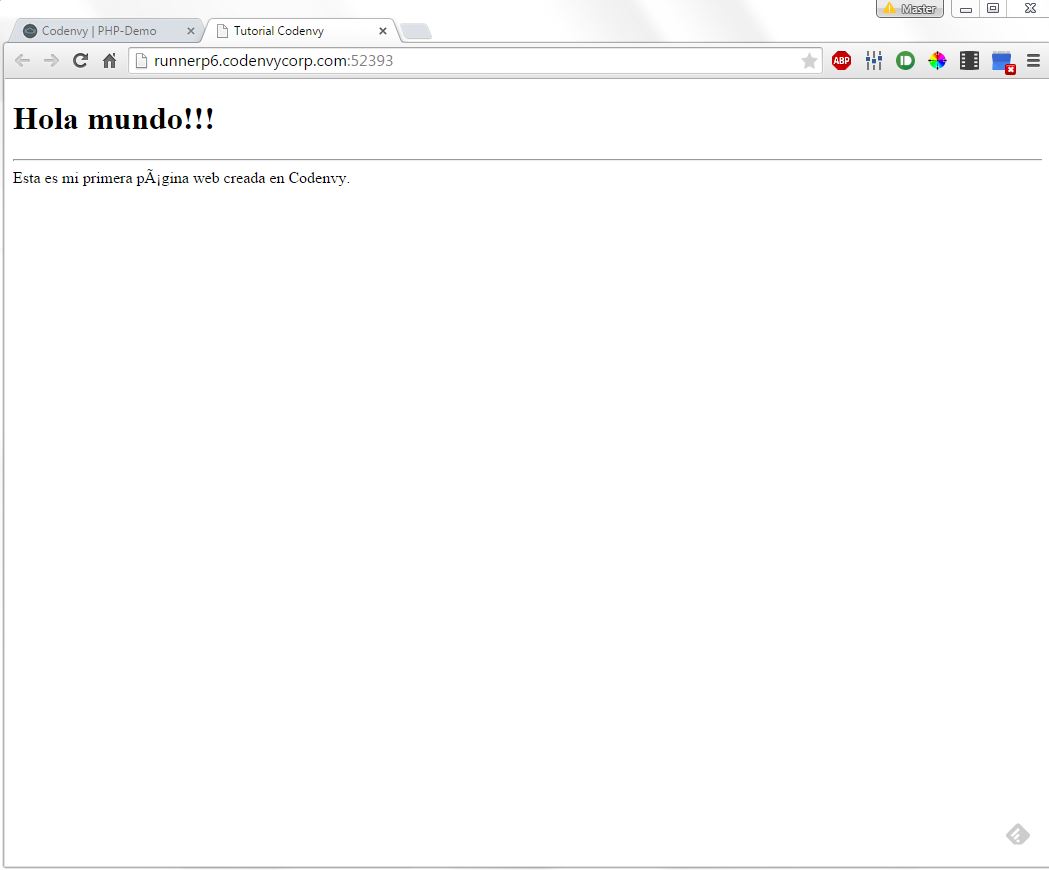 Master
Codenvy | PHP-Demo
Tutorial Codenvy
runnerp6.codenvycorp.com:52393
ABP
Hola mundo!!!
Esta es mi primera pÃ¡gina web creada en Codenvy.